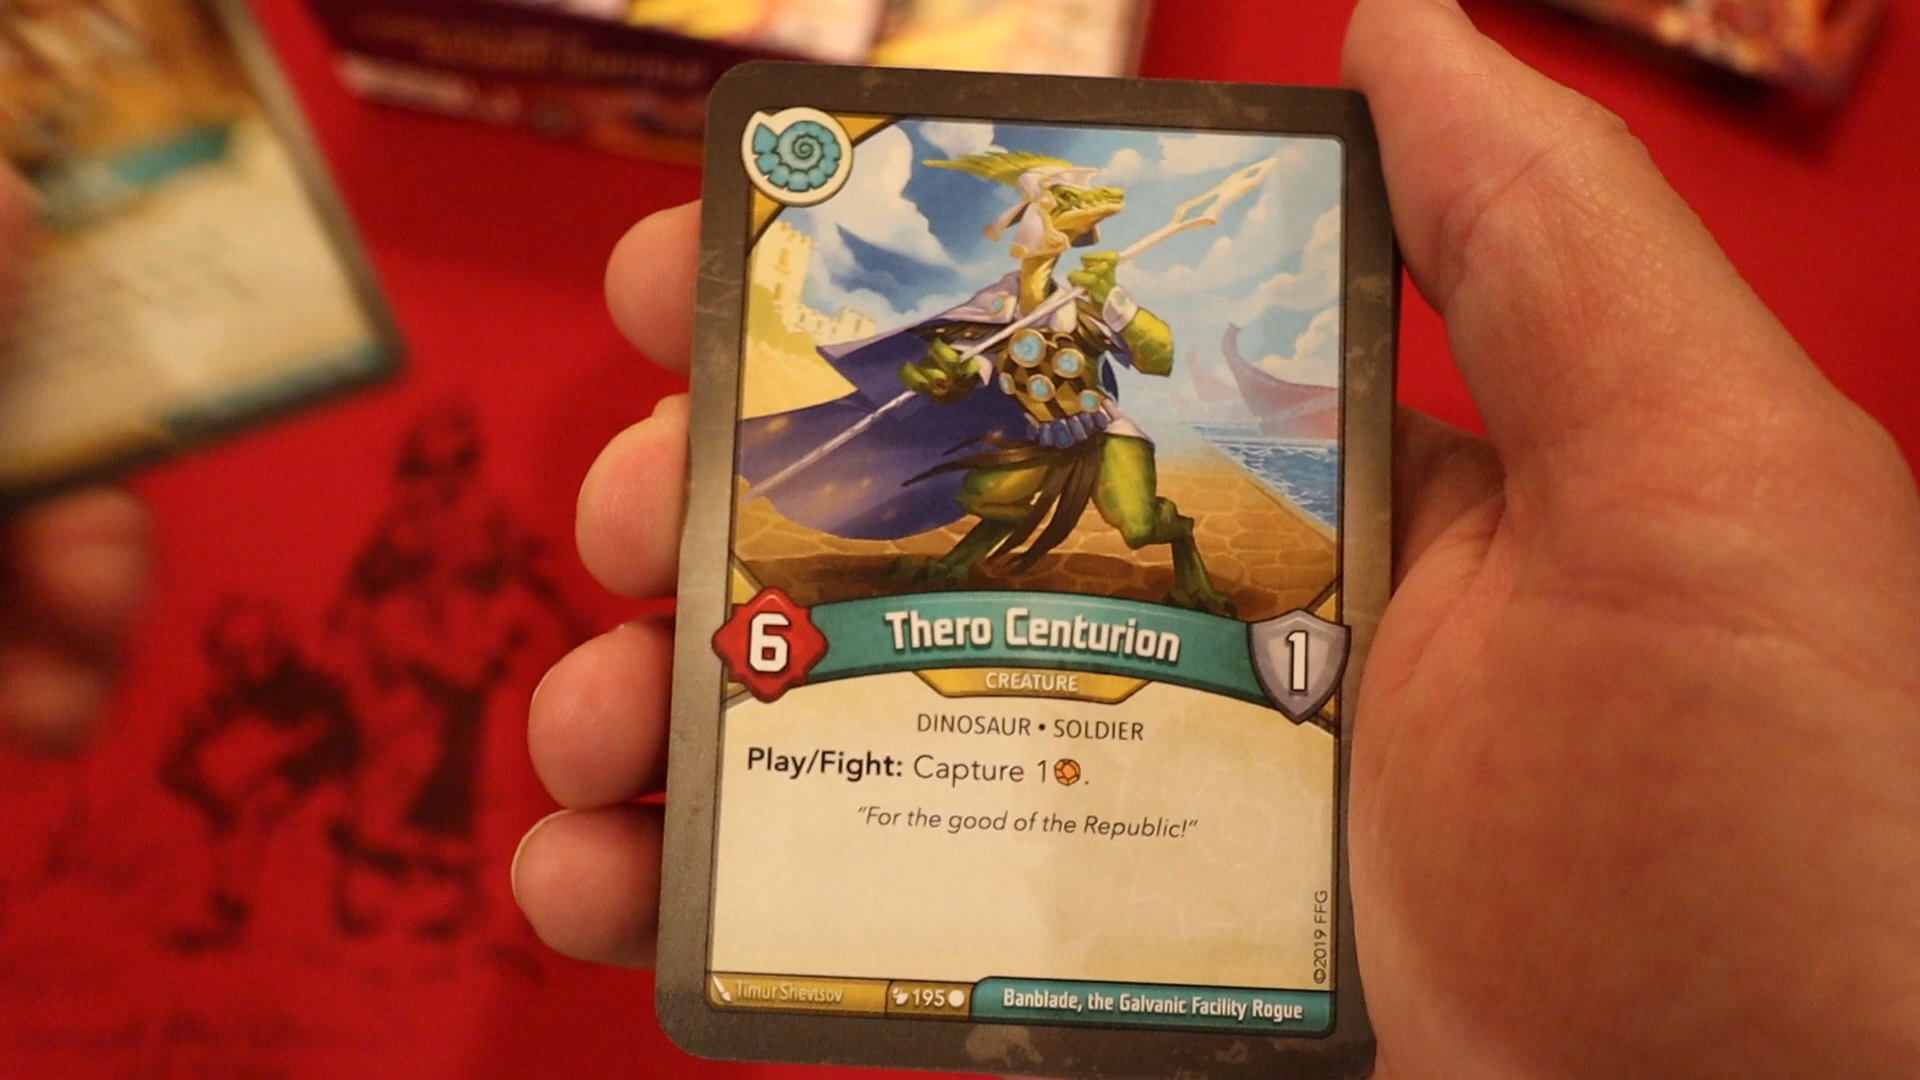 6
Thero Centurion
1
CREATURE
DINOSAUR • SOLDIER
Play/Fight: Capture 1.
“For the good of the Republic!”
©2019 FFG
Timur Shevtsov
195
Banblade, the Galvanic Facility Rogue